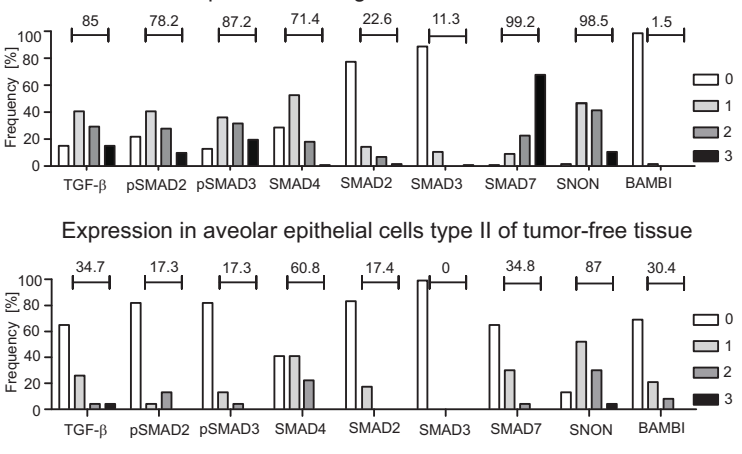 85 78.2 87.2 71.4 22.6 11.3 99.2 98.5 1.5
Frequency [%]
100
80
60
40
20
0
TGF-β pSMAD2 pSMAD3 SMAD4 SMAD2 SMAD3 SMAD7 SNON BAMBI
0
1
2
3
Expression in aveolar epithelial cells type II of tumor-free tissue
34.7 17.3 17.3 60.8 17.4 0 34.8 87 30.4
Frequency [%]
100
80
60
40
20
0
TGF-β pSMAD2 pSMAD3 SMAD4 SMAD2 SMAD3 SMAD7 SNON BAMBI
0
1
2
3